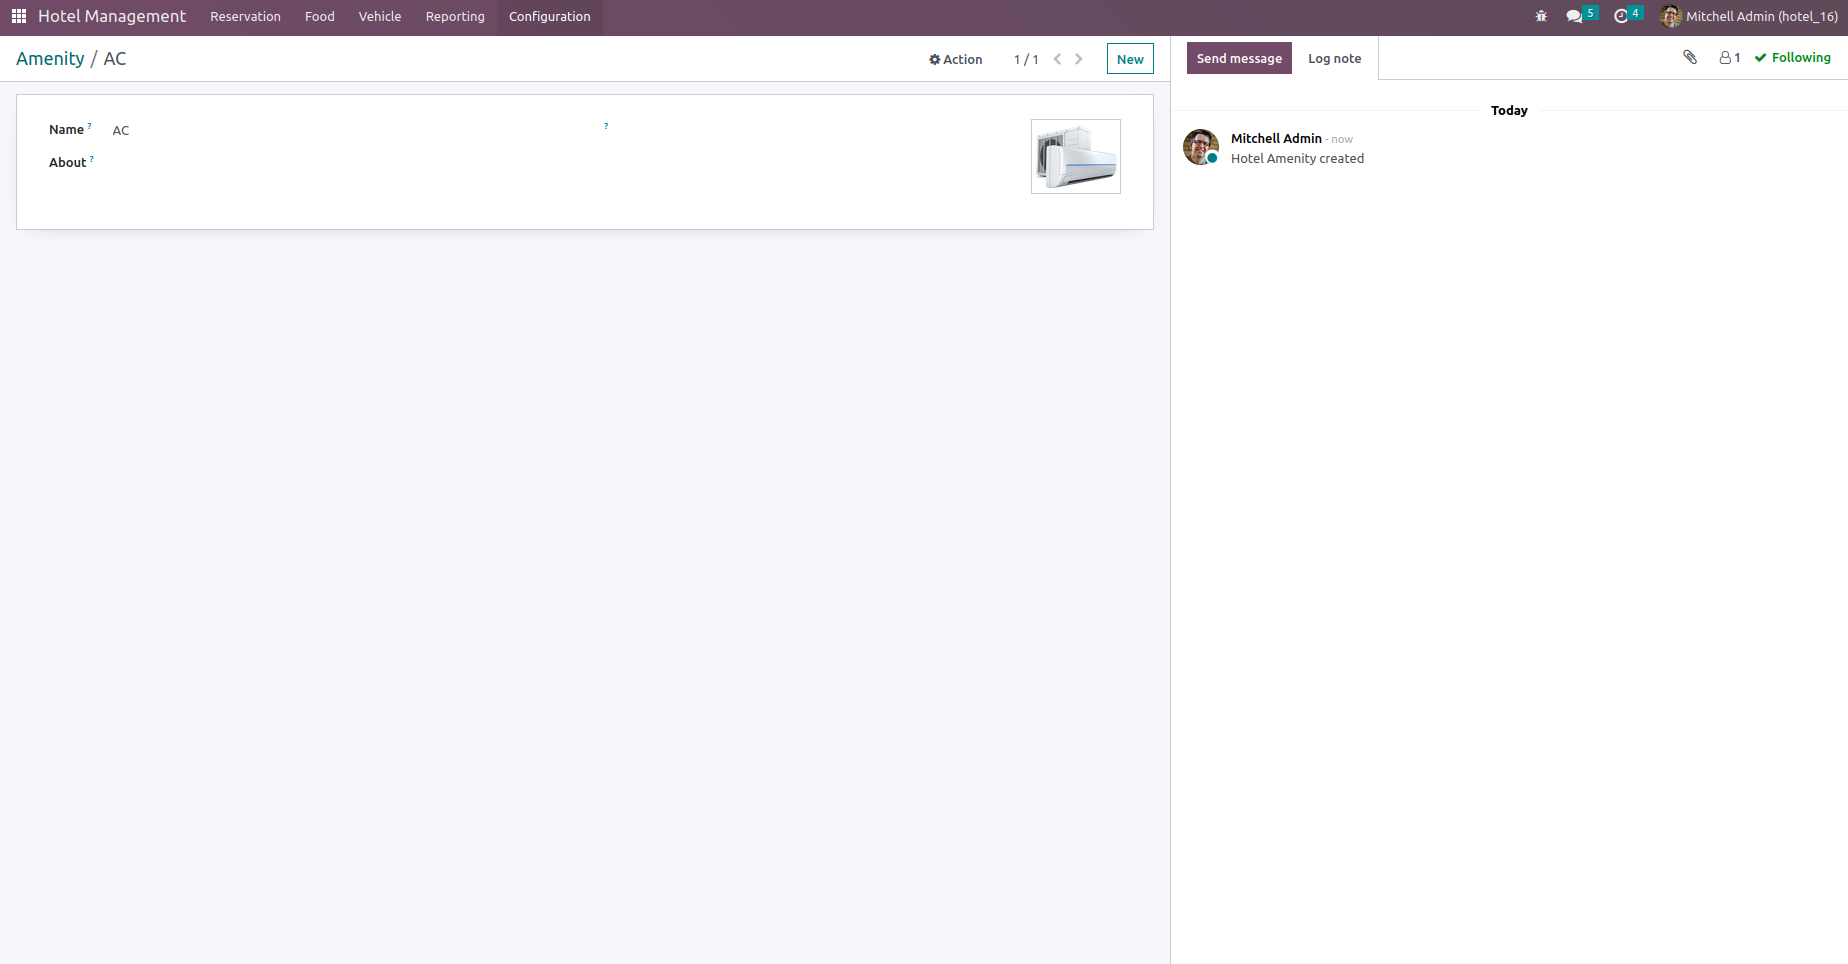 Hotel Management Reservation Food Vehicle Reporting Configuration 5 4 Mitchell Admin (hotel_16)
Amenity / AC Action 1 / 1 New Send message Log note 1 Following
Name ? AC ?
About ?
Today
Mitchell Admin - now
Hotel Amenity created